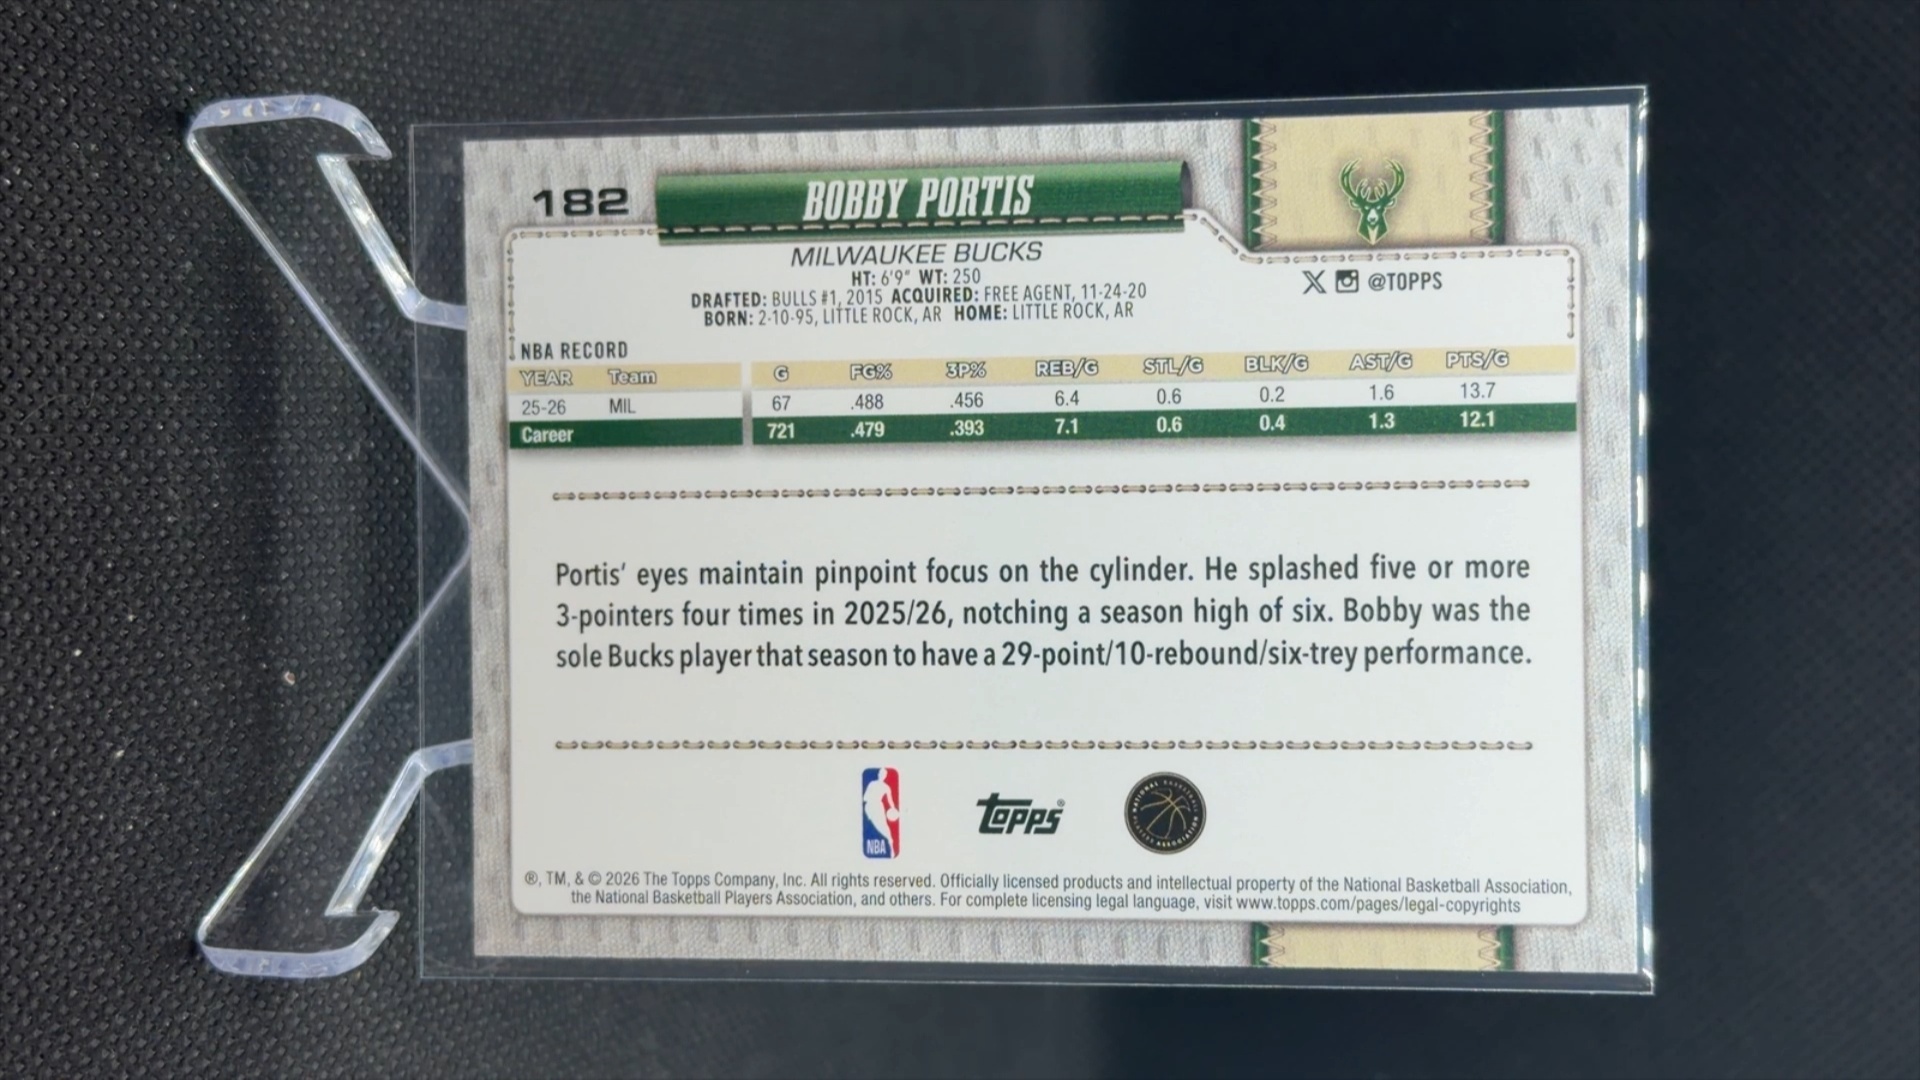 182
BOBBY PORTIS
MILWAUKEE BUCKS
HT: 6'9" WT: 250
DRAFTED: BULLS #1, 2015 ACQUIRED: FREE AGENT, 11-24-20
BORN: 2-10-95, LITTLE ROCK, AR HOME: LITTLE ROCK, AR
@TOPPS
NBA RECORD
YEAR Team G FG% 3P% REB/G STL/G BLK/G AST/G PTS/G
25-26 MIL 67 .488 .456 6.4 0.6 0.2 1.6 13.7
Career 721 .479 .393 7.1 0.6 0.4 1.3 12.1
Portis' eyes maintain pinpoint focus on the cylinder. He splashed five or more
3-pointers four times in 2025/26, notching a season high of six. Bobby was the
sole Bucks player that season to have a 29-point/10-rebound/six-trey performance.
NBA
Topps®
NATIONAL BASKETBALL PLAYERS ASSOCIATION
®, TM, & © 2026 The Topps Company, Inc. All rights reserved. Officially licensed products and intellectual property of the National Basketball Association,
the National Basketball Players Association, and others. For complete licensing legal language, visit www.topps.com/pages/legal-copyrights